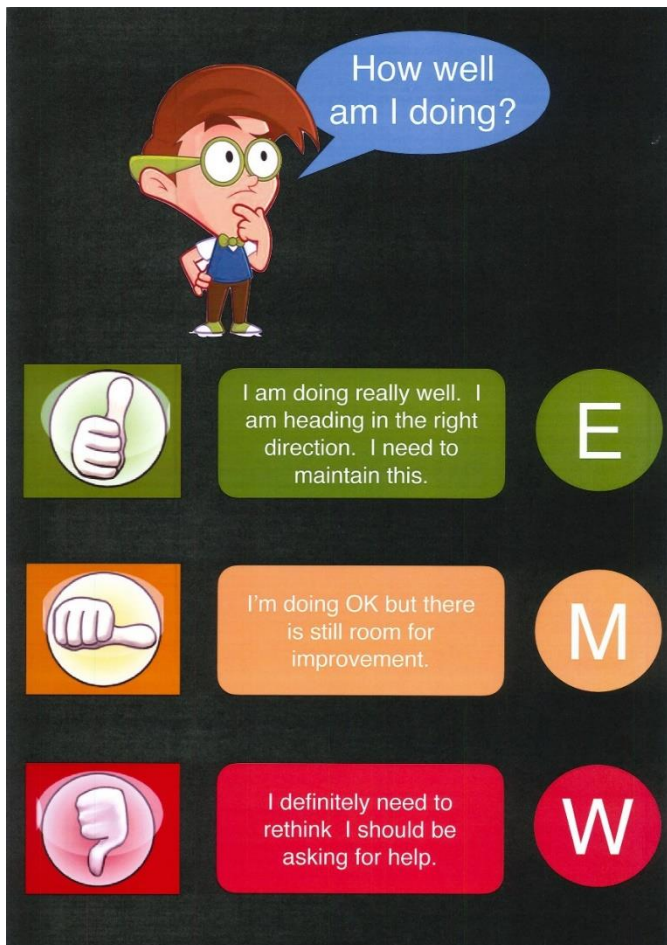 How well
am I doing?
I am doing really well.  I
am heading in the right
direction.  I need to
maintain this.
E
I'm doing OK but there
is still room for
improvement.
M
I definitely need to
rethink  I should be
asking for help.
W